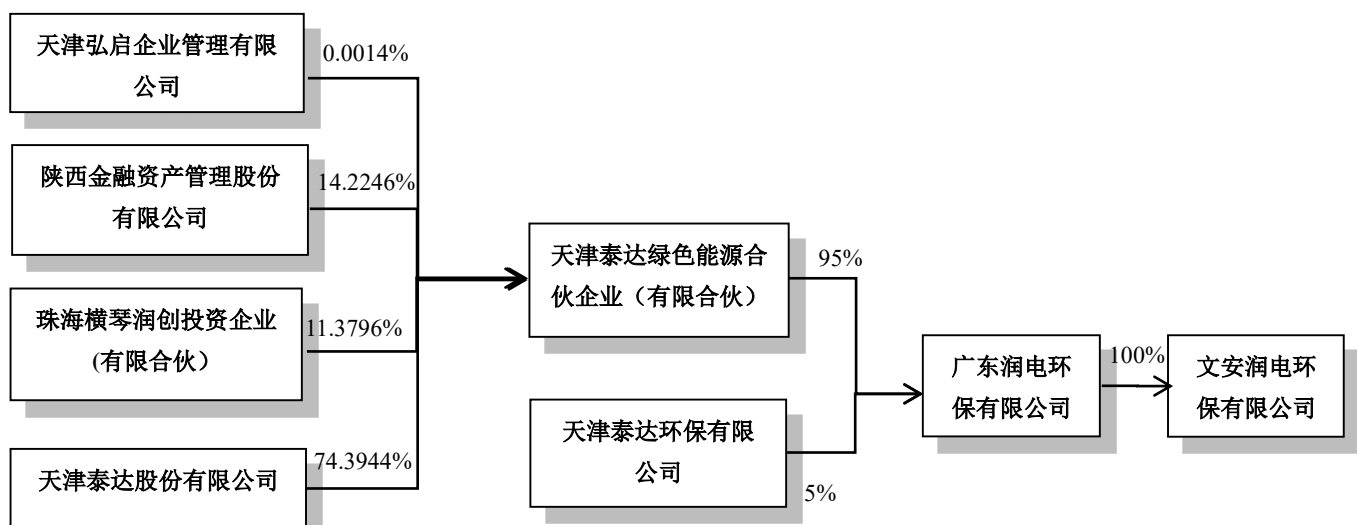 天津弘启企业管理有限
公司
0.0014%
陕西金融资产管理股份
有限公司
14.2246%
珠海横琴润创投资企业
(有限合伙）
11.3796%
天津泰达股份有限公司
74.3944%
天津泰达绿色能源合
伙企业（有限合伙）
95%
天津泰达环保有限
公司
5%
广东润电环
保有限公司
100%
文安润电环
保有限公司